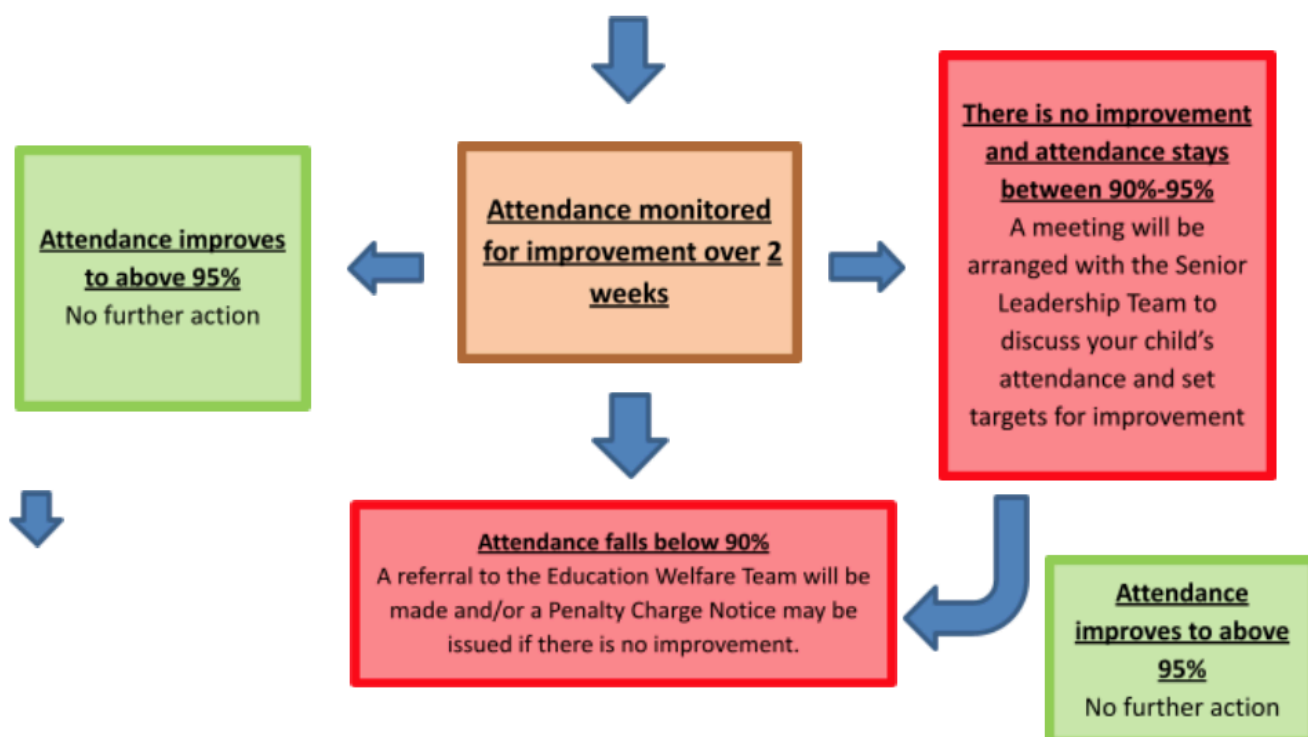 Attendance improves
to above 95%
No further action
Attendance monitored
for improvement over 2
weeks
There is no improvement
and attendance stays
between 90%-95%
A meeting will be
arranged with the Senior
Leadership Team to
discuss your child's
attendance and set
targets for improvement
Attendance falls below 90%
A referral to the Education Welfare Team will be
made and/or a Penalty Charge Notice may be
issued if there is no improvement.
Attendance
improves to above
95%
No further action